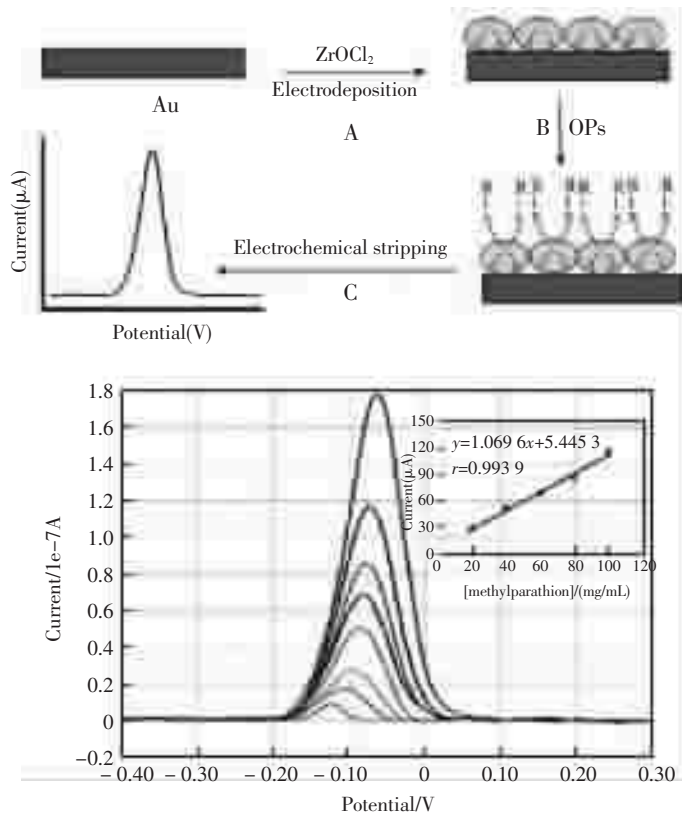 Au
ZrOCl₂
Electrodeposition
A
B
OPs
Electrochemical stripping
C
Current(μA)
Potential(V)
Current/1e-7A
1.8
1.6
1.4
1.2
1.0
0.8
0.6
0.4
0.2
0
-0.2
-0.40
-0.30
-0.20
-0.10
0
0.10
0.20
0.30
Potential/V
Current(μA)
150
120
90
60
30
0
y=1.069 6x+5.445 3
r=0.993 9
0
20
40
60
80
100
120
[methylparathion]/(mg/mL)